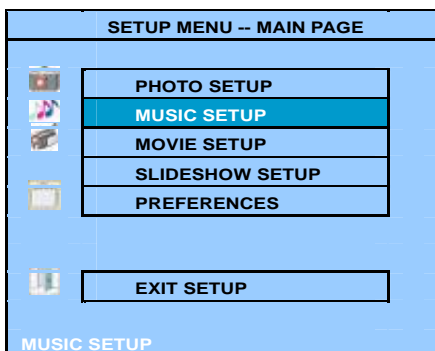 SETUP MENU -- MAIN PAGE
PHOTO SETUP
MUSIC SETUP
MOVIE SETUP
SLIDESHOW SETUP
PREFERENCES
EXIT SETUP
MUSIC SETUP